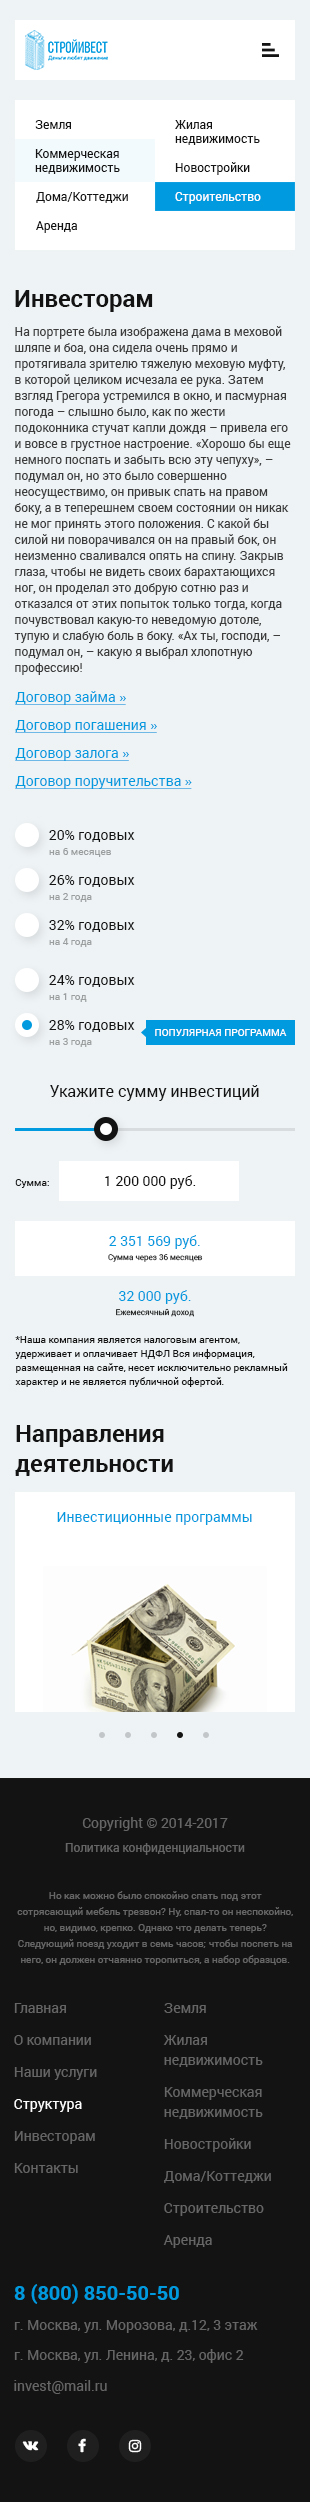 СТРОЙИНВЕСТ
Деньги любят движение
Земля
Коммерческая
недвижимость
Дома/Коттеджи
Аренда
Жилая
недвижимость
Новостройки
Строительство
Инвесторам
На портрете была изображена дама в меховой
шляпе и боа, она сидела очень прямо и
протягивала зрителю тяжелую меховую муфту,
в которой целиком исчезала ее рука. Затем
взгляд Грегора устремился в окно, и пасмурная
погода – слышно было, как по жести
подоконника стучат капли дождя – привела его
и вовсе в грустное настроение. «Хорошо бы еще
немного поспать и забыть всю эту чепуху», –
подумал он, но это было совершенно
неосуществимо, он привык спать на правом
боку, а в теперешнем своем состоянии он никак
не мог принять этого положения. С какой бы
силой ни поворачивался он на правый бок, он
неизменно сваливался опять на спину. Закрыв
глаза, чтобы не видеть своих барахтающихся
ног, он проделал это добрую сотню раз и
отказался от этих попыток только тогда, когда
почувствовал какую-то неведомую дотоле,
тупую и слабую боль в боку. «Ах ты, господи, –
подумал он, – какую я выбрал хлопотную
профессию!
Договор займа »
Договор погашения »
Договор залога »
Договор поручительства »
20% годовых
на 6 месяцев
26% годовых
на 2 года
32% годовых
на 4 года
24% годовых
на 1 год
28% годовых
на 3 года
ПОПУЛЯРНАЯ ПРОГРАММА
Укажите сумму инвестиций
Сумма:
1 200 000 руб.
2 351 569 руб.
Сумма через 36 месяцев
32 000 руб.
Ежемесячный доход
*Наша компания является налоговым агентом,
удерживает и оплачивает НДФЛ Вся информация,
размещенная на сайте, несет исключительно рекламный
характер и не является публичной офертой.
Направления
деятельности
Инвестиционные программы
Copyright © 2014-2017
Политика конфиденциальности
Но как можно было спокойно спать под этот
сотрясающий мебель трезвон? Ну, спал-то он неспокойно,
но, видимо, крепко. Однако что делать теперь?
Следующий поезд уходит в семь часов; чтобы поспеть на
него, он должен отчаянно торопиться, а набор образцов.
Главная
О компании
Наши услуги
Структура
Инвесторам
Контакты
Земля
Жилая
недвижимость
Коммерческая
недвижимость
Новостройки
Дома/Коттеджи
Строительство
Аренда
8 (800) 850-50-50
г. Москва, ул. Морозова, д.12, 3 этаж
г. Москва, ул. Ленина, д. 23, офис 2
invest@mail.ru